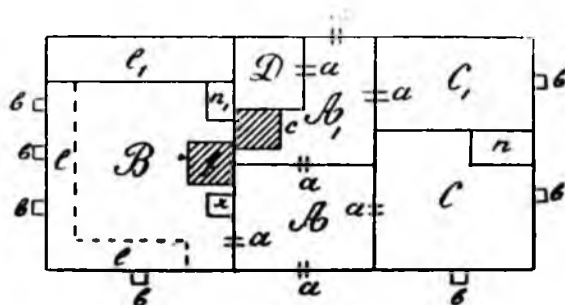 l₁ D a C₁ в
n₁ a
в c A₁ n
в l B a
в x A a C в
l a a
в в